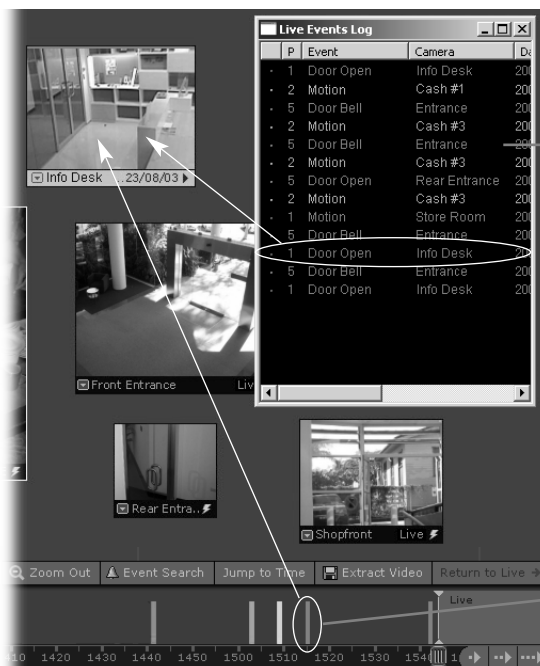 Live Events Log
P Event Camera
1 Door Open Info Desk
2 Motion Cash #1
5 Door Bell Entrance
2 Motion Cash #3
5 Door Bell Entrance
2 Motion Cash #3
5 Door Open Rear Entrance
2 Motion Cash #3
1 Motion Store Room
5 Door Bell Entrance
1 Door Open Info Desk
5 Door Bell Entrance
1 Door Open Info Desk
Info Desk ...23/08/03
Front Entrance Live
Rear Entra..
Shopfront Live
Zoom Out Event Search Jump to Time Extract Video Return to Live
Live
1420 1430 1440 1450 1500 1510 1520 1530